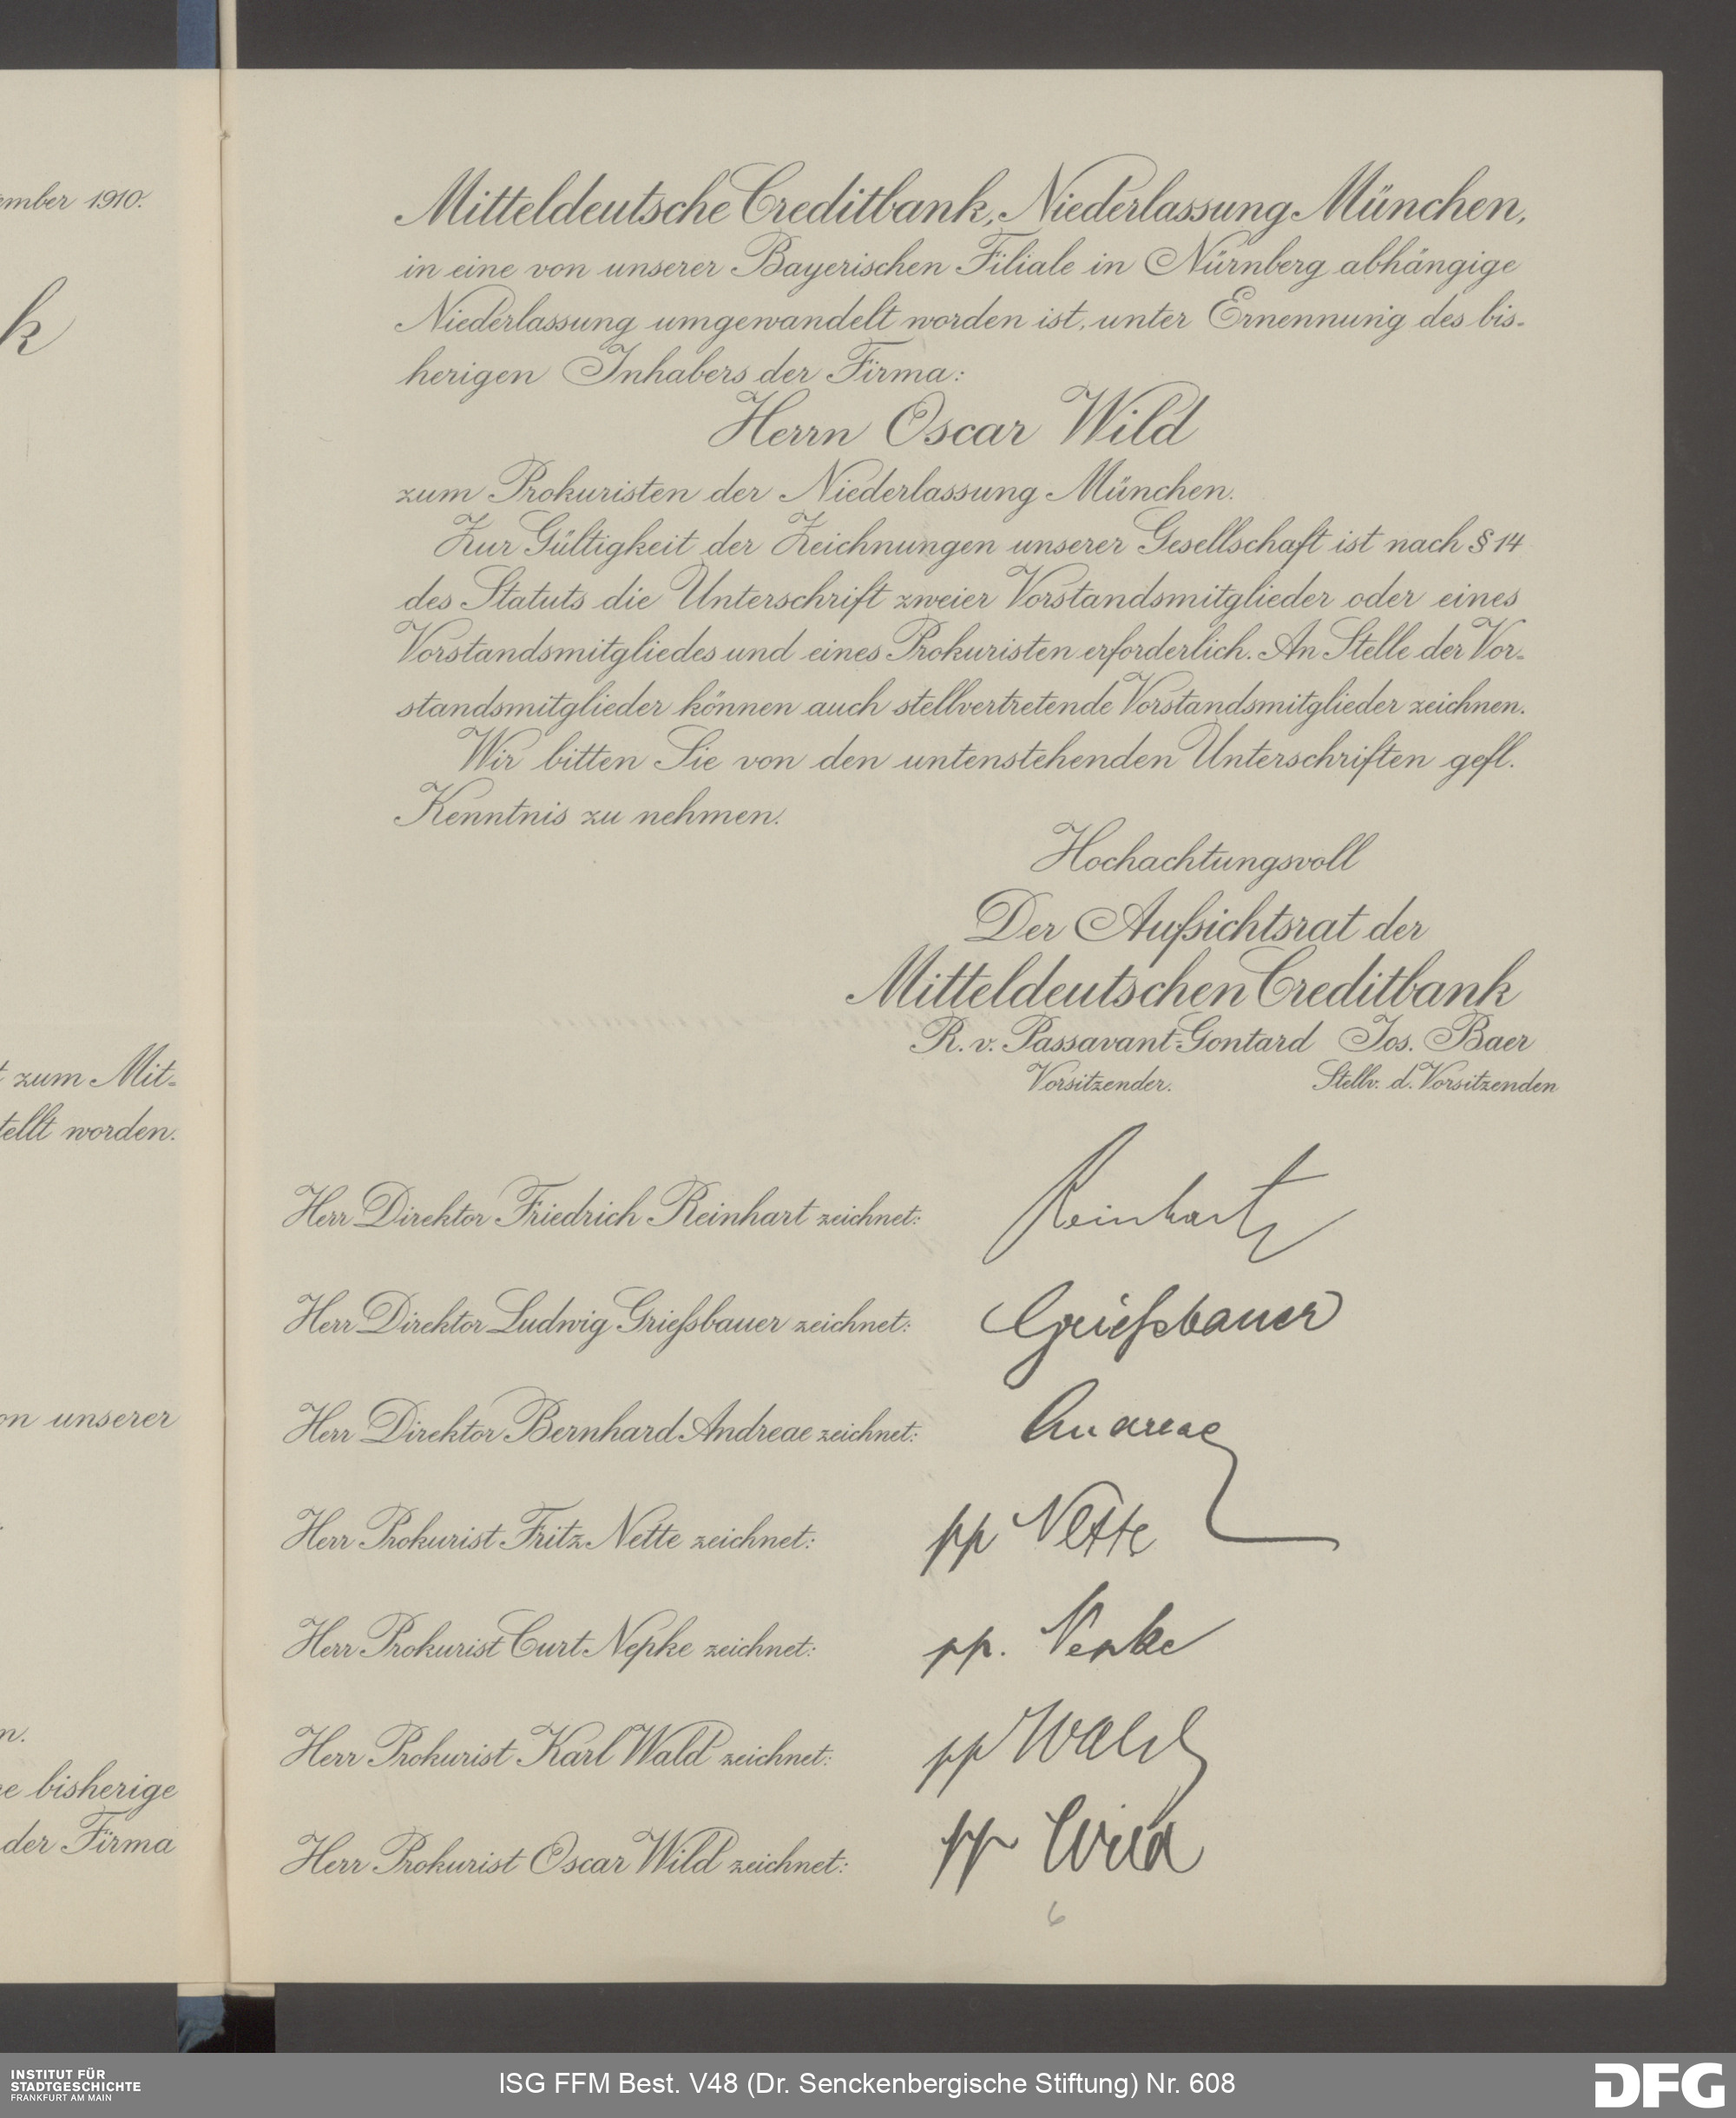 ember 1910.
k
t zum Mit-
tellt worden.
on unserer
n.
e bisherige
der Firma
Mitteldeutsche Creditbank, Niederlassung München,
in eine von unserer Bayerischen Filiale in Nürnberg abhängige
Niederlassung umgewandelt worden ist, unter Ernennung des bis-
herigen Inhabers der Firma:
Herrn Oscar Wild
zum Prokuristen der Niederlassung München.
Zur Gültigkeit der Zeichnungen unserer Gesellschaft ist nach § 14
des Statuts die Unterschrift zweier Vorstandsmitglieder oder eines
Vorstandsmitgliedes und eines Prokuristen erforderlich. An Stelle der Vor-
standsmitglieder können auch stellvertretende Vorstandsmitglieder zeichnen.
Wir bitten Sie von den untenstehenden Unterschriften gefl.
Kenntnis zu nehmen.
Hochachtungsvoll
Der Aufsichtsrat der
Mitteldeutschen Creditbank
R. v. Passavant-Gontard Jos. Baer
Vorsitzender. Stellv. d. Vorsitzenden
Herr Direktor Friedrich Reinhart zeichnet: Reinhart
Herr Direktor Ludwig Grießbauer zeichnet: Grießbauer
Herr Direktor Bernhard Andreae zeichnet: Andreae
Herr Prokurist Fritz Nette zeichnet: pp Nette
Herr Prokurist Curt Nepke zeichnet: pp. Nepke
Herr Prokurist Karl Wald zeichnet: pp Wald
Herr Prokurist Oscar Wild zeichnet: pp Wild
6
INSTITUT FÜR
STADTGESCHICHTE
FRANKFURT AM MAIN
ISG FFM Best. V48 (Dr. Senckenbergische Stiftung) Nr. 608
DFG